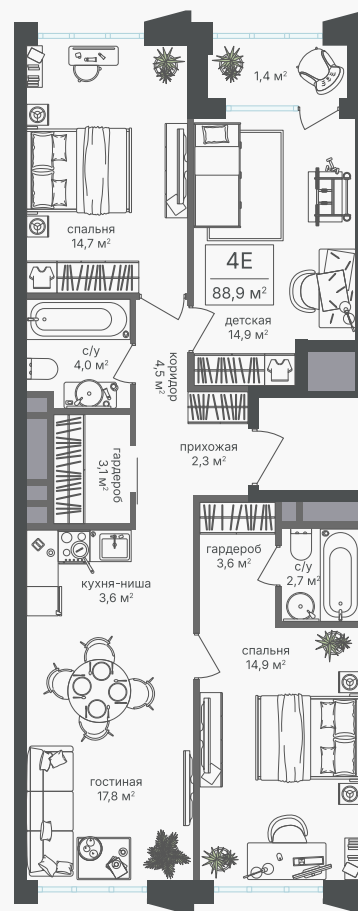 1,4 м²
спальня
14,7 м²
4Е
88,9 м²
детская
14,9 м²
с/у
4,0 м²
коридор
4,5 м²
прихожая
2,3 м²
гардероб
3,1 м²
гардероб
3,6 м²
с/у
2,7 м²
кухня-ниша
3,6 м²
спальня
14,9 м²
гостиная
17,8 м²